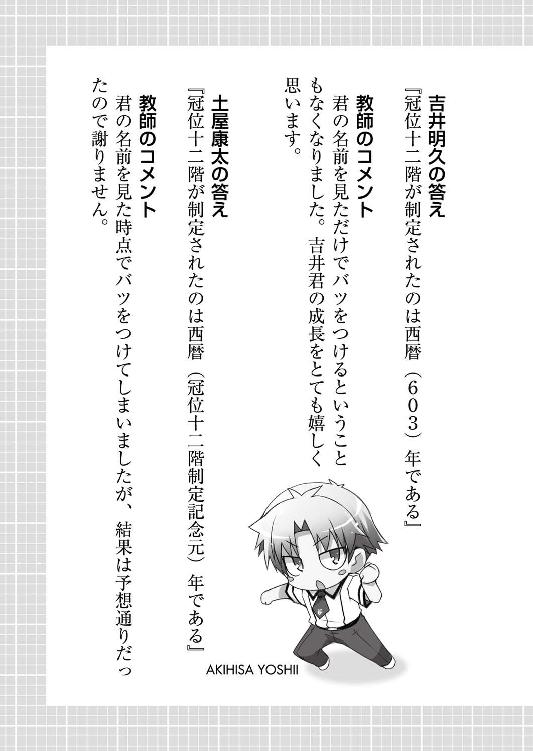 吉井明久の答え
『冠位十二階が制定されたのは西暦(603)年である』
教師のコメント
君の名前を見ただけでバツをつけるということ
もなくなりました。吉井君の成長をとても嬉しく
思います。
土屋康太の答え
『冠位十二階が制定されたのは西暦(冠位十二階制定記念元)年である』
教師のコメント
君の名前を見た時点でバツをつけてしまいましたが、結果は予想通りだっ
たので謝りません。
AKIHISA YOSHII